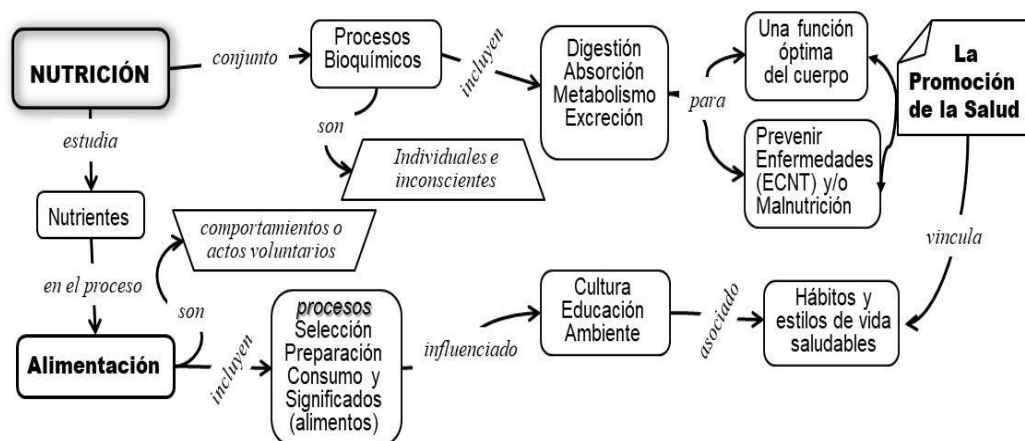 NUTRICIÓN
conjunto
Procesos
Bioquímicos
incluyen
Digestión
Absorción
Metabolismo
Excreción
para
Una función
óptima
del cuerpo
La
Promoción
de la Salud
estudia
son
Individuales e
inconscientes
Prevenir
Enfermedades
(ECNT) y/o
Malnutrición
Nutrientes
comportamientos o
actos voluntarios
vincula
en el proceso
son
Alimentación
incluyen
procesos
Selección
Preparación
Consumo y
Significados
(alimentos)
influenciado
Cultura
Educación
Ambiente
asociado
Hábitos y
estilos de vida
saludables